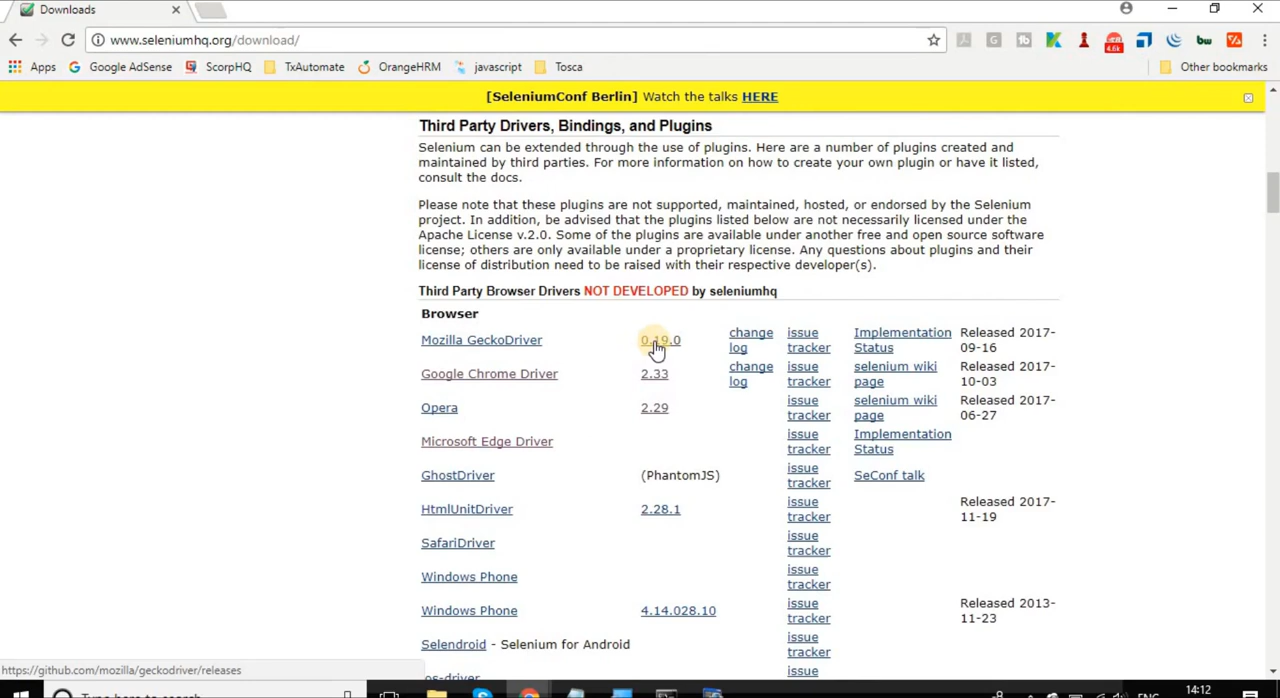 Downloads
www.seleniumhq.org/download/
4.6k
Apps Google AdSense ScorpHQ TxAutomate OrangeHRM javascript Tosca Other bookmarks
[SeleniumConf Berlin] Watch the talks HERE
Third Party Drivers, Bindings, and Plugins
Selenium can be extended through the use of plugins. Here are a number of plugins created and
maintained by third parties. For more information on how to create your own plugin or have it listed,
consult the docs.
Please note that these plugins are not supported, maintained, hosted, or endorsed by the Selenium
project. In addition, be advised that the plugins listed below are not necessarily licensed under the
Apache License v.2.0. Some of the plugins are available under another free and open source software
license; others are only available under a proprietary license. Any questions about plugins and their
license of distribution need to be raised with their respective developer(s).
Third Party Browser Drivers NOT DEVELOPED by seleniumhq
Browser
Mozilla GeckoDriver 0.19.0 change log issue tracker Implementation Status Released 2017-09-16
Google Chrome Driver 2.33 change log issue tracker selenium wiki page Released 2017-10-03
Opera 2.29 issue tracker selenium wiki page Released 2017-06-27
Microsoft Edge Driver issue tracker Implementation Status
GhostDriver (PhantomJS) issue tracker SeConf talk
HtmlUnitDriver 2.28.1 issue tracker Released 2017-11-19
SafariDriver issue tracker
Windows Phone issue tracker
Windows Phone 4.14.028.10 issue tracker Released 2013-11-23
Selendroid - Selenium for Android issue tracker
ios-driver issue
https://github.com/mozilla/geckodriver/releases
Type here to search
ENG 14:12